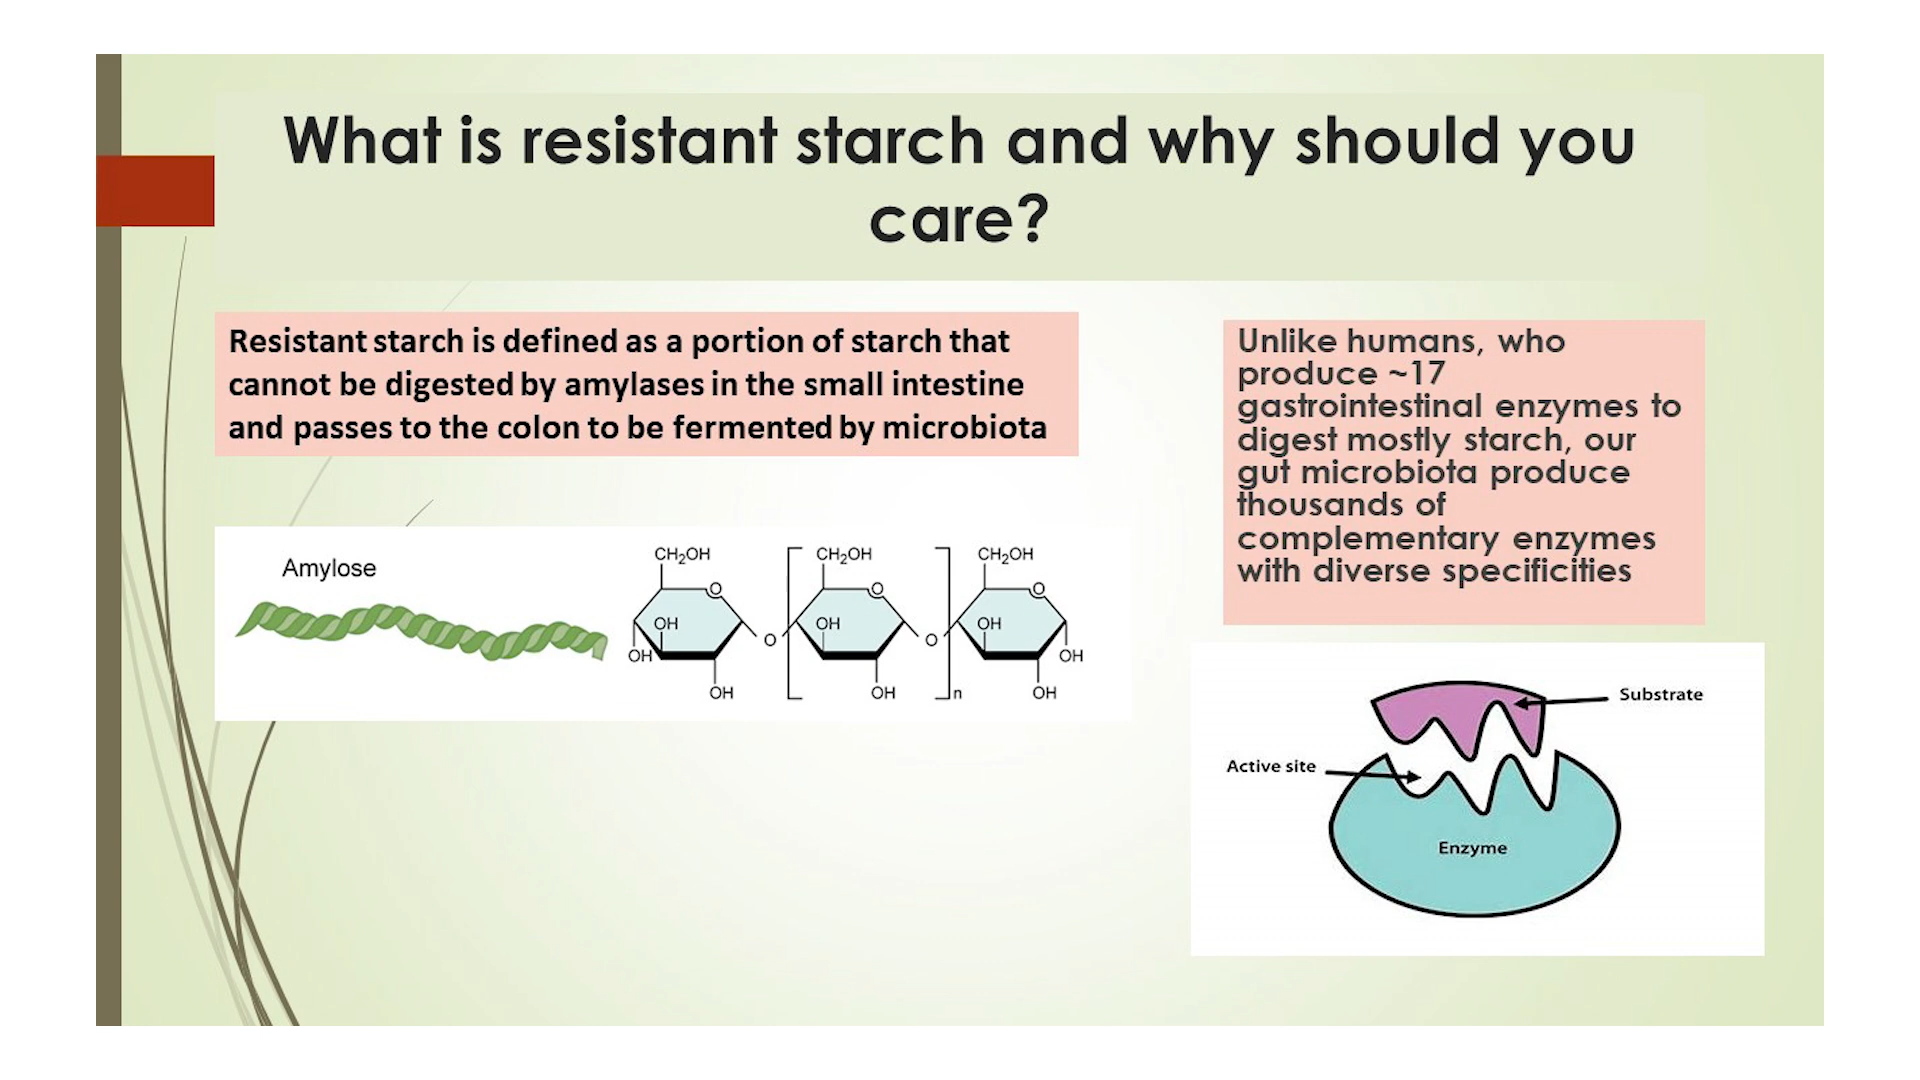 What is resistant starch and why should you
care?
Resistant starch is defined as a portion of starch that
cannot be digested by amylases in the small intestine
and passes to the colon to be fermented by microbiota
Unlike humans, who
produce ~17
gastrointestinal enzymes to
digest mostly starch, our
gut microbiota produce
thousands of
complementary enzymes
with diverse specificities
Amylose
CH₂OH CH₂OH CH₂OH
O O O
OH OH OH
O O
OH OH
OH OH n OH
Substrate
Active site
Enzyme